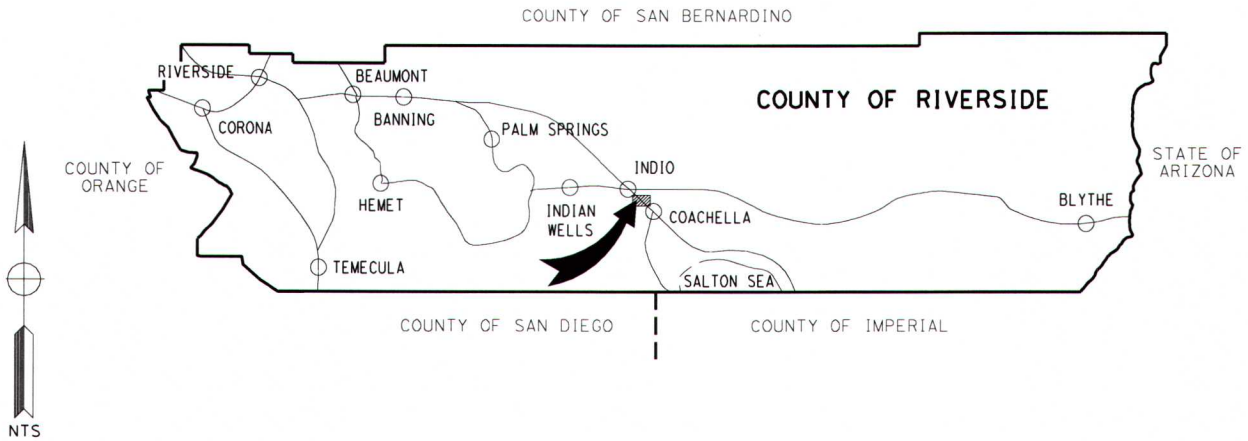 COUNTY OF SAN BERNARDINO
RIVERSIDE
BEAUMONT
COUNTY OF RIVERSIDE
CORONA
BANNING
PALM SPRINGS
COUNTY OF
ORANGE
STATE OF
ARIZONA
INDIO
HEMET
INDIAN
WELLS
COACHELLA
BLYTHE
TEMECULA
SALTON SEA
COUNTY OF SAN DIEGO
COUNTY OF IMPERIAL
NTS